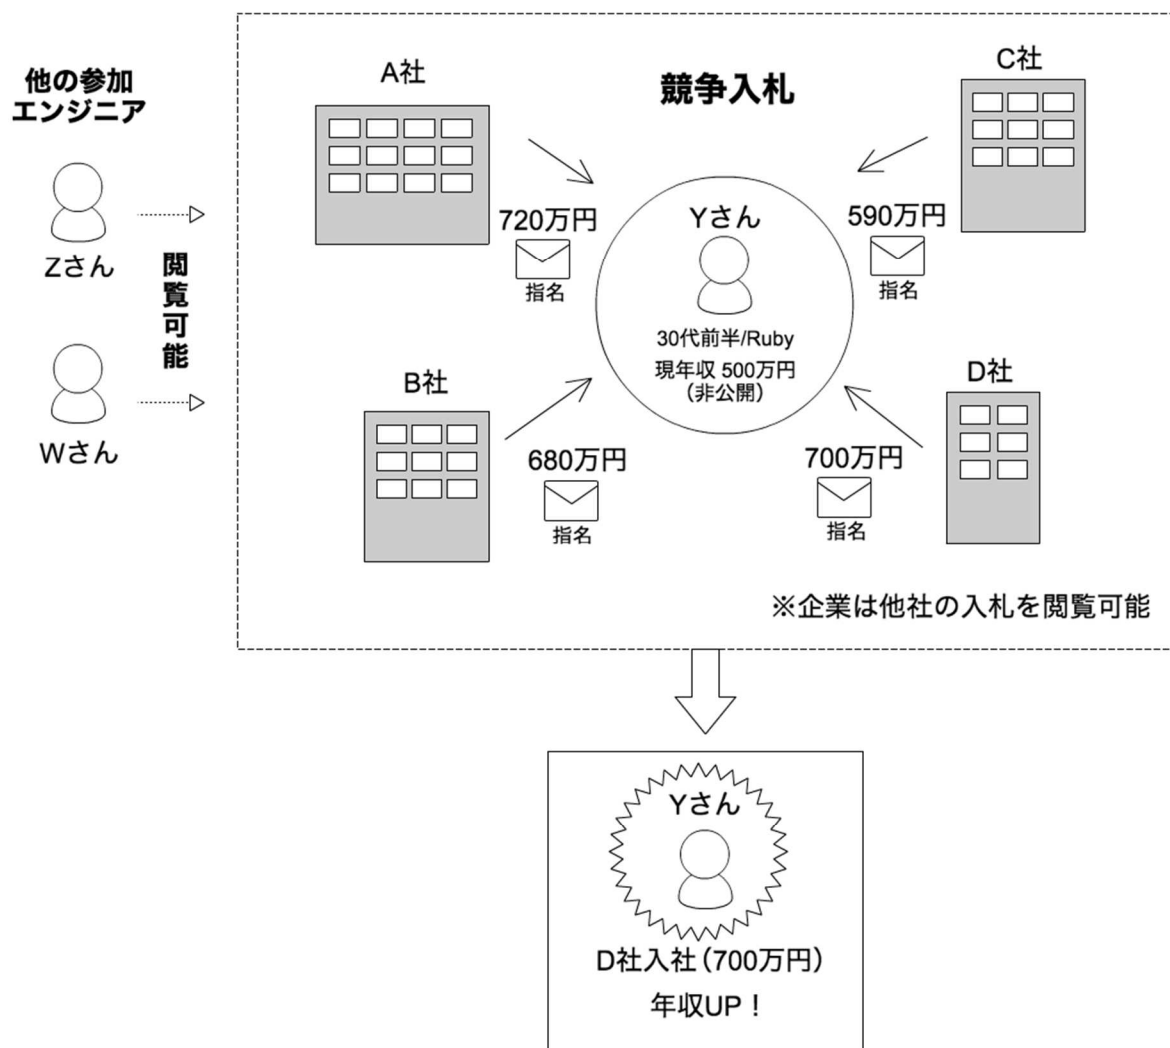 他の参加
エンジニア
Zさん
Wさん
閲覧可能
競争入札
A社
720万円
指名
C社
590万円
指名
Yさん
30代前半/Ruby
現年収 500万円
（非公開）
B社
680万円
指名
D社
700万円
指名
※企業は他社の入札を閲覧可能
Yさん
D社入社（700万円）
年収UP！